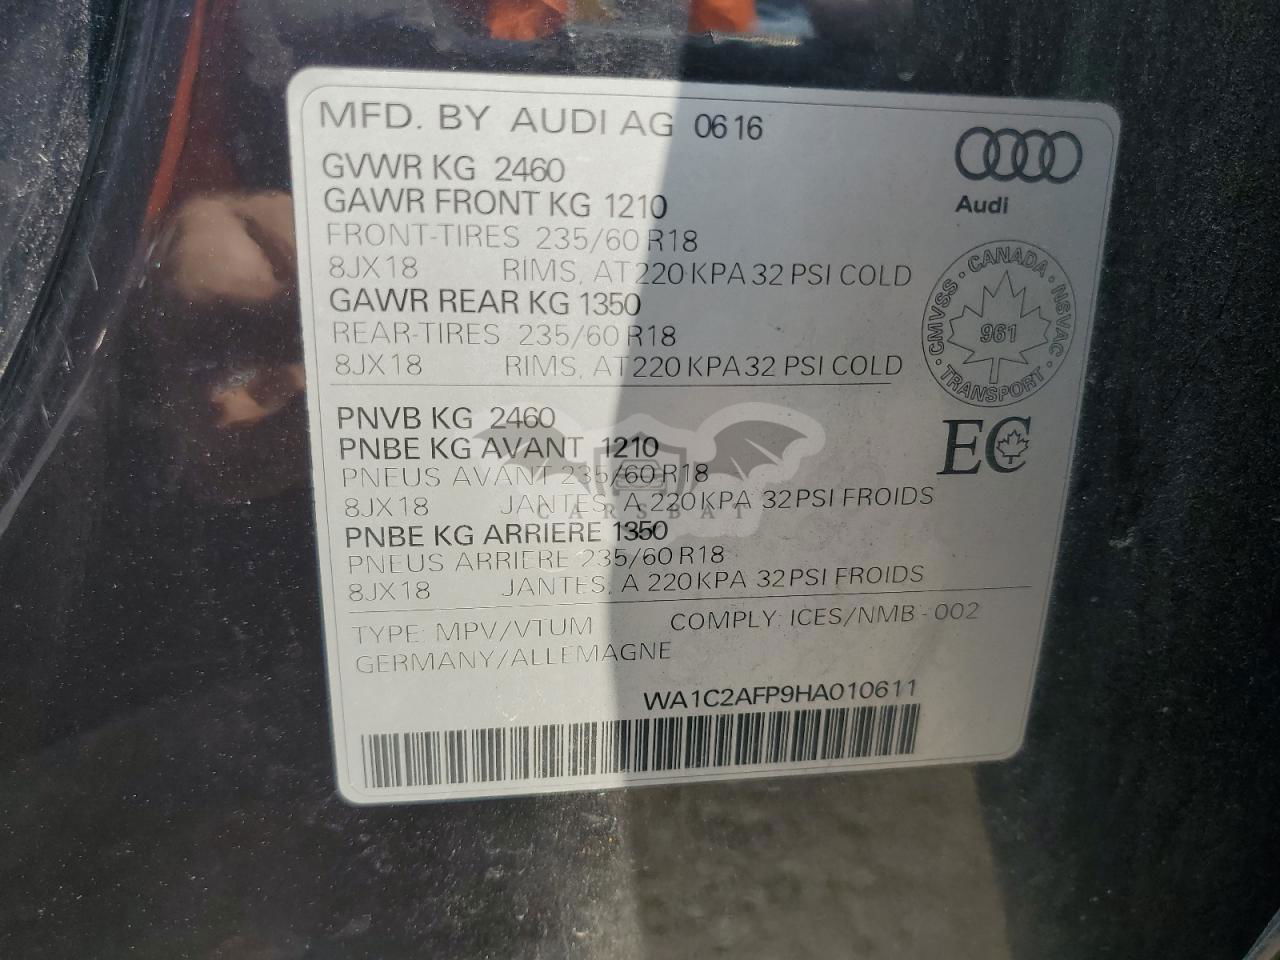 MFD. BY AUDI AG 0616
GVWR KG 2460
GAWR FRONT KG 1210
FRONT-TIRES 235/60 R18
8JX18 RIMS, AT 220 KPA 32 PSI COLD
GAWR REAR KG 1350
REAR-TIRES 235/60 R18
8JX18 RIMS, AT 220 KPA 32 PSI COLD
Audi
CMVSS · CANADA · NSVAC · TRANSPORT ·
961
EC
PNVB KG 2460
PNBE KG AVANT 1210
PNEUS AVANT 235/60 R18
8JX18 JANTES, A 220 KPA 32 PSI FROIDS
PNBE KG ARRIERE 1350
PNEUS ARRIERE 235/60 R18
8JX18 JANTES, A 220 KPA 32 PSI FROIDS
CARSBAT
TYPE: MPV/VTUM COMPLY: ICES/NMB - 002
GERMANY/ALLEMAGNE
WA1C2AFP9HA010611